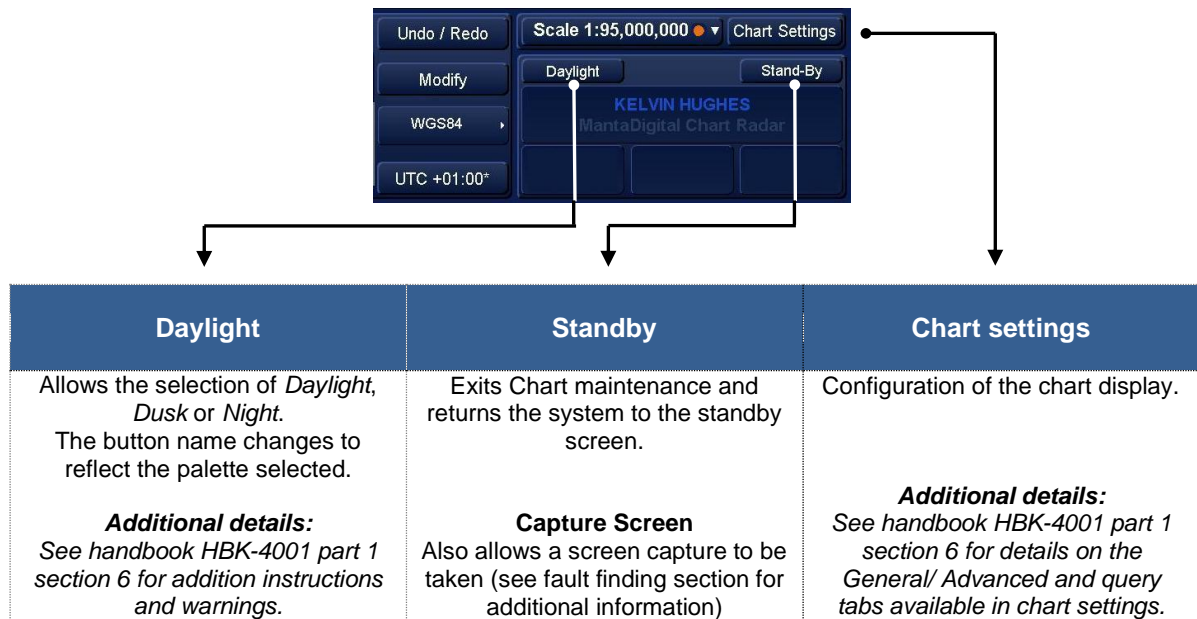 Undo / Redo
Scale 1:95,000,000 ▾ Chart Settings
Modify
Daylight
Stand-By
WGS84
KELVIN HUGHES
MantaDigital Chart Radar
UTC +01:00*
Daylight
Allows the selection of Daylight,
Dusk or Night.
The button name changes to
reflect the palette selected.
Additional details:
See handbook HBK-4001 part 1
section 6 for addition instructions
and warnings.
Standby
Exits Chart maintenance and
returns the system to the standby
screen.
Capture Screen
Also allows a screen capture to be
taken (see fault finding section for
additional information)
Chart settings
Configuration of the chart display.
Additional details:
See handbook HBK-4001 part 1
section 6 for details on the
General/ Advanced and query
tabs available in chart settings.